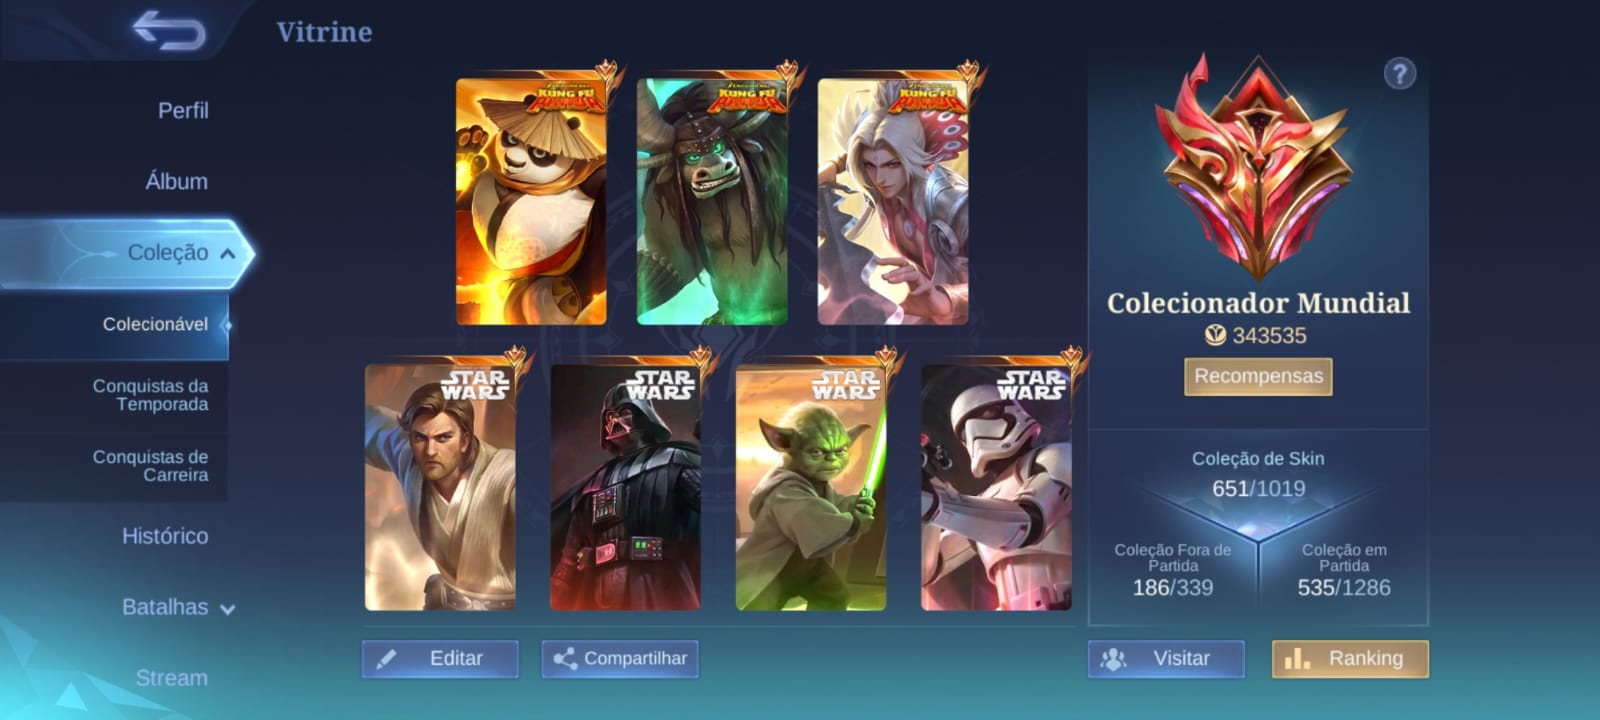 Vitrine
Perfil
Álbum
Coleção
Colecionável
Conquistas da
Temporada
Conquistas de
Carreira
Histórico
Batalhas
Stream
KUNG FU
PANDA
KUNG FU
PANDA
KUNG FU
PANDA
STAR
WARS
STAR
WARS
STAR
WARS
STAR
WARS
Editar
Compartilhar
?
Colecionador Mundial
343535
Recompensas
Coleção de Skin
651/1019
Coleção Fora de
Partida
186/339
Coleção em
Partida
535/1286
Visitar
Ranking